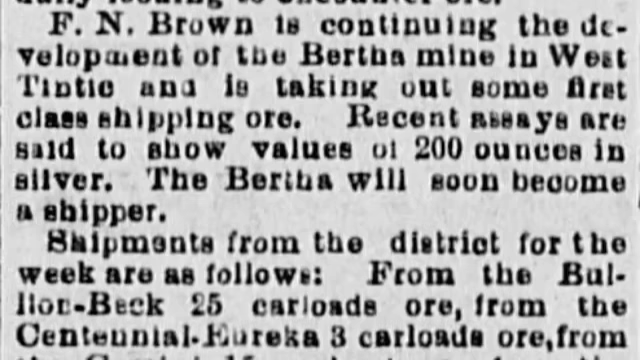 F. N. Brown is continuing the de-
velopment of the Bertha mine in West
Tintic and is taking out some first
class shipping ore. Recent assays are
said to show values of 200 ounces in
silver. The Bertha will soon become
a shipper.
Shipments from the district for the
week are as follows: From the Bul-
lion-Beck 25 carloads ore, from the
Centennial-Eureka 3 carloads ore, from